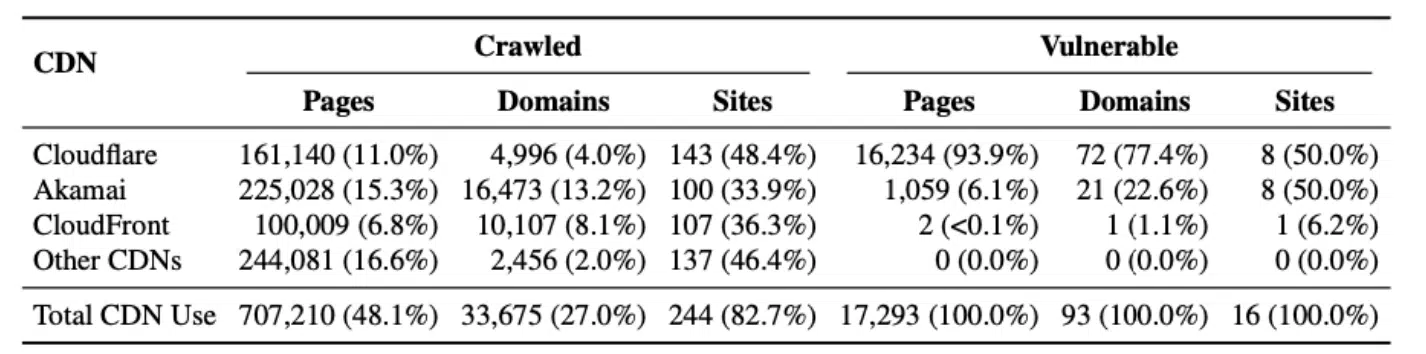 CDN Crawled Vulnerable
Pages Domains Sites Pages Domains Sites
Cloudflare 161,140 (11.0%) 4,996 (4.0%) 143 (48.4%) 16,234 (93.9%) 72 (77.4%) 8 (50.0%)
Akamai 225,028 (15.3%) 16,473 (13.2%) 100 (33.9%) 1,059 (6.1%) 21 (22.6%) 8 (50.0%)
CloudFront 100,009 (6.8%) 10,107 (8.1%) 107 (36.3%) 2 (<0.1%) 1 (1.1%) 1 (6.2%)
Other CDNs 244,081 (16.6%) 2,456 (2.0%) 137 (46.4%) 0 (0.0%) 0 (0.0%) 0 (0.0%)
Total CDN Use 707,210 (48.1%) 33,675 (27.0%) 244 (82.7%) 17,293 (100.0%) 93 (100.0%) 16 (100.0%)